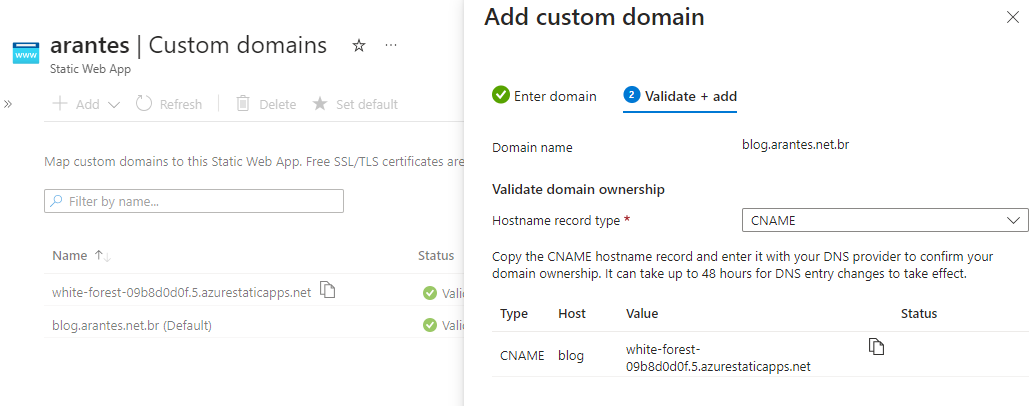 arantes | Custom domains
Static Web App
Add
Refresh
Delete
Set default
Map custom domains to this Static Web App. Free SSL/TLS certificates are
Filter by name...
Name
Status
white-forest-09b8d0d0f.5.azurestaticapps.net
Valid
blog.arantes.net.br (Default)
Valid
Add custom domain
Enter domain
2 Validate + add
Domain name
blog.arantes.net.br
Validate domain ownership
Hostname record type *
CNAME
Copy the CNAME hostname record and enter it with your DNS provider to confirm your
domain ownership. It can take up to 48 hours for DNS entry changes to take effect.
Type Host Value Status
CNAME blog white-forest-
09b8d0d0f.5.azurestaticapps.net